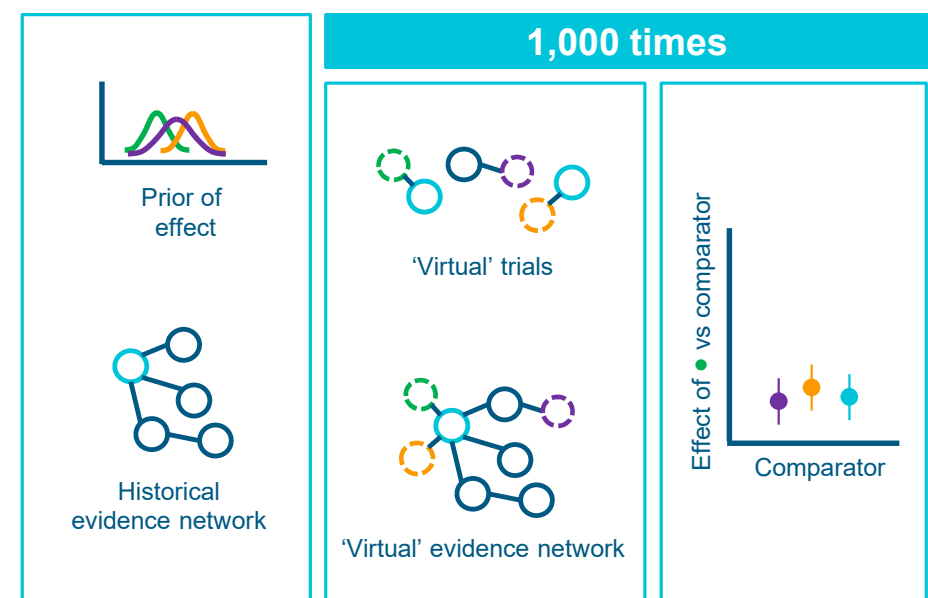 1,000 times
Prior of
effect
Historical
evidence network
‘Virtual’ trials
‘Virtual’ evidence network
Effect of ● vs comparator
Comparator